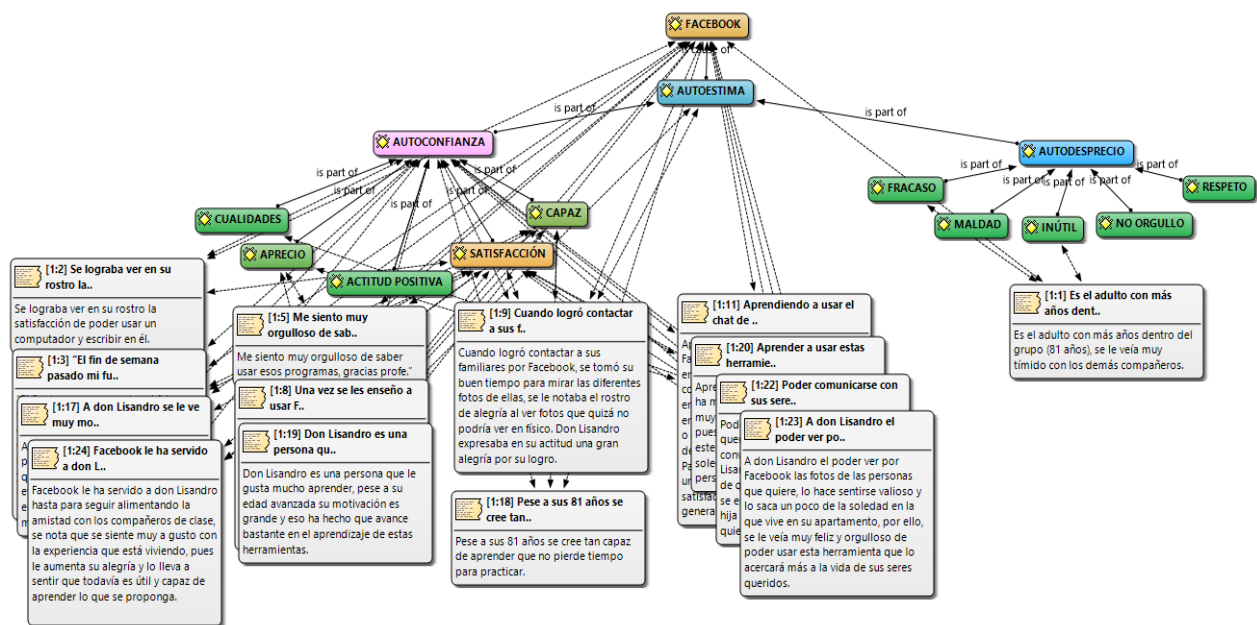 FACEBOOK
is cause of
AUTOESTIMA
is part of
is part of
AUTOCONFIANZA
AUTODESPRECIO
is part of
is part of
is part of
is part of
is part of
is part of
is part of
is part of
is part of
FRACASO
RESPETO
CUALIDADES
CAPAZ
MALDAD
INÚTIL
NO ORGULLO
APRECIO
SATISFACCIÓN
ACTITUD POSITIVA
[1:2] Se lograba ver en su
rostro la..
Se lograba ver en su rostro la
satisfacción de poder usar un
computador y escribir en él.
[1:3] “El fin de semana
pasado mi fu..
[1:17] A don Lisandro se le ve
muy mo..
[1:24] Facebook le ha servido
a don L..
Facebook le ha servido a don Lisandro
hasta para seguir alimentando la
amistad con los compañeros de clase,
se nota que se siente muy a gusto con
la experiencia que está viviendo, pues
le aumenta su alegría y lo lleva a
sentir que todavía es útil y capaz de
aprender lo que se proponga.
[1:5] Me siento muy
orgulloso de sab..
Me siento muy orgulloso de saber
usar esos programas, gracias profe.”
[1:8] Una vez se les enseño a
usar F..
[1:19] Don Lisandro es una
persona qu..
Don Lisandro es una persona que le
gusta mucho aprender, pese a su
edad avanzada su motivación es
grande y eso ha hecho que avance
bastante en el aprendizaje de estas
herramientas.
[1:9] Cuando logró contactar
a sus f..
Cuando logró contactar a sus
familiares por Facebook, se tomó su
buen tiempo para mirar las diferentes
fotos de ellas, se le notaba el rostro
de alegría al ver fotos que quizá no
podría ver en físico. Don Lisandro
expresaba en su actitud una gran
alegría por su logro.
[1:18] Pese a sus 81 años se
cree tan..
Pese a sus 81 años se cree tan capaz
de aprender que no pierde tiempo
para practicar.
[1:11] Aprendiendo a usar el
chat de ..
[1:20] Aprender a usar estas
herramie..
[1:22] Poder comunicarse con
sus sere..
[1:23] A don Lisandro el
poder ver po..
A don Lisandro el poder ver por
Facebook las fotos de las personas
que quiere, lo hace sentirse valioso y
lo saca un poco de la soledad en la
que vive en su apartamento, por ello,
se le veía muy feliz y orgulloso de
poder usar esta herramienta que lo
acercará más a la vida de sus seres
queridos.
[1:1] Es el adulto con más
años dent..
Es el adulto con más años dentro del
grupo (81 años), se le veía muy
tímido con los demás compañeros.